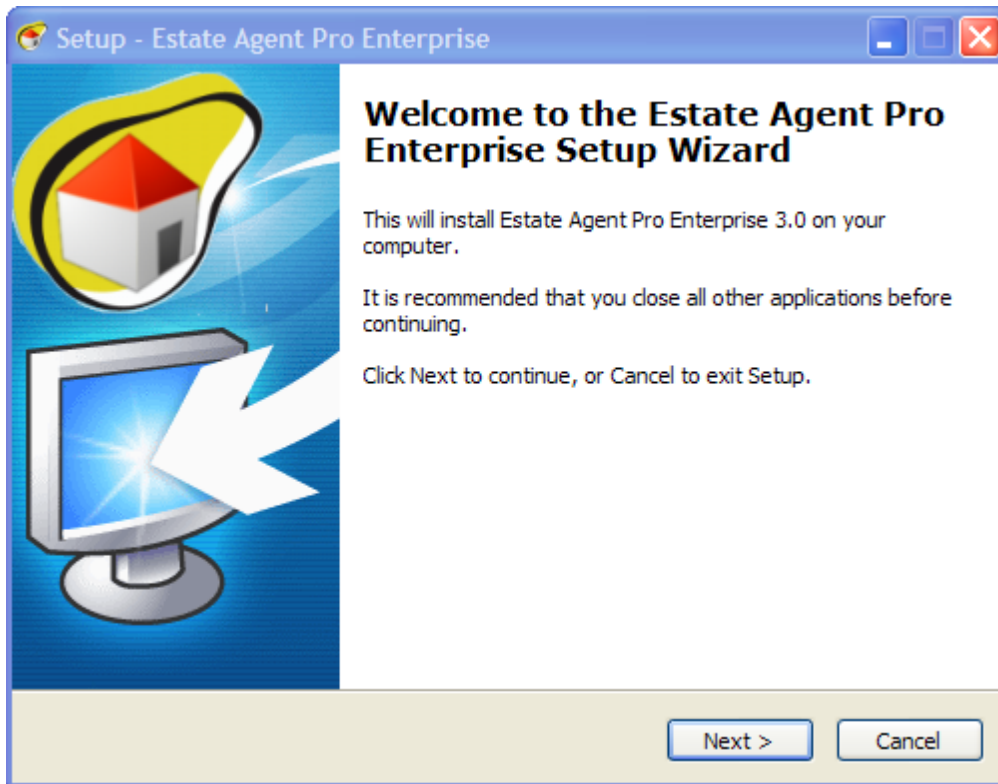 Setup - Estate Agent Pro Enterprise
Welcome to the Estate Agent Pro
Enterprise Setup Wizard
This will install Estate Agent Pro Enterprise 3.0 on your
computer.
It is recommended that you close all other applications before
continuing.
Click Next to continue, or Cancel to exit Setup.
Next >
Cancel